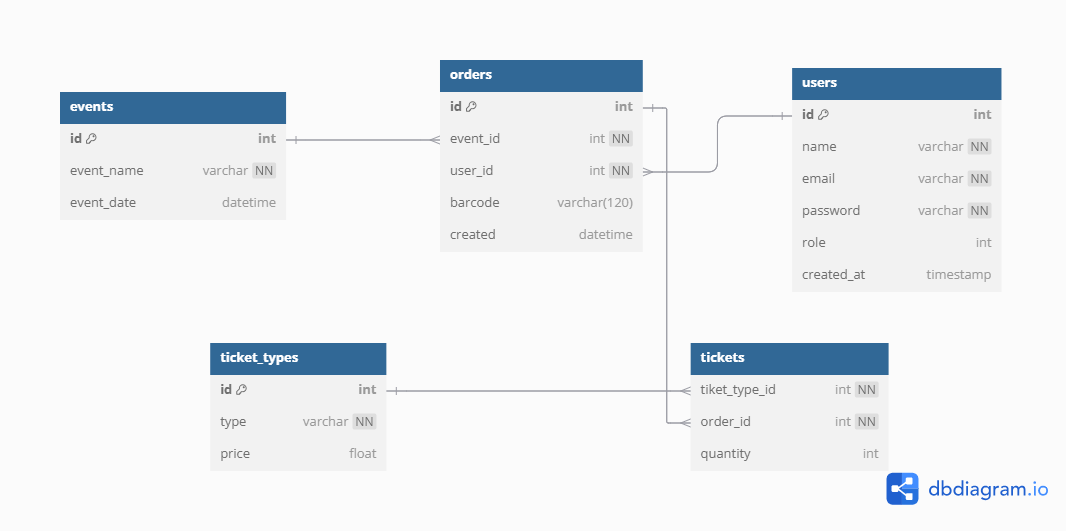 events
id int
event_name varchar NN
event_date datetime
orders
id int
event_id int NN
user_id int NN
barcode varchar(120)
created datetime
users
id int
name varchar NN
email varchar NN
password varchar NN
role int
created_at timestamp
ticket_types
id int
type varchar NN
price float
tickets
tiket_type_id int NN
order_id int NN
quantity int
dbdiagram.io